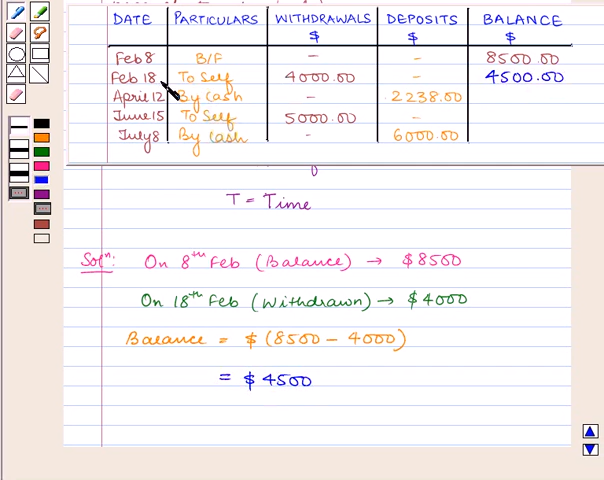 DATE PARTICULARS WITHDRAWALS $ DEPOSITS $ BALANCE $
Feb 8 B/F - - 8500.00
Feb 18 To Self 4000.00 - 4500.00
April 12 By Cash - 2238.00
June 15 To Self 5000.00 -
July 8 By Cash - 6000.00
T = Time
Solⁿ: On 8ᵗʰ Feb (Balance) → $8500
On 18ᵗʰ Feb (Withdrawn) → $4000
Balance = $ (8500 - 4000)
= $ 4500